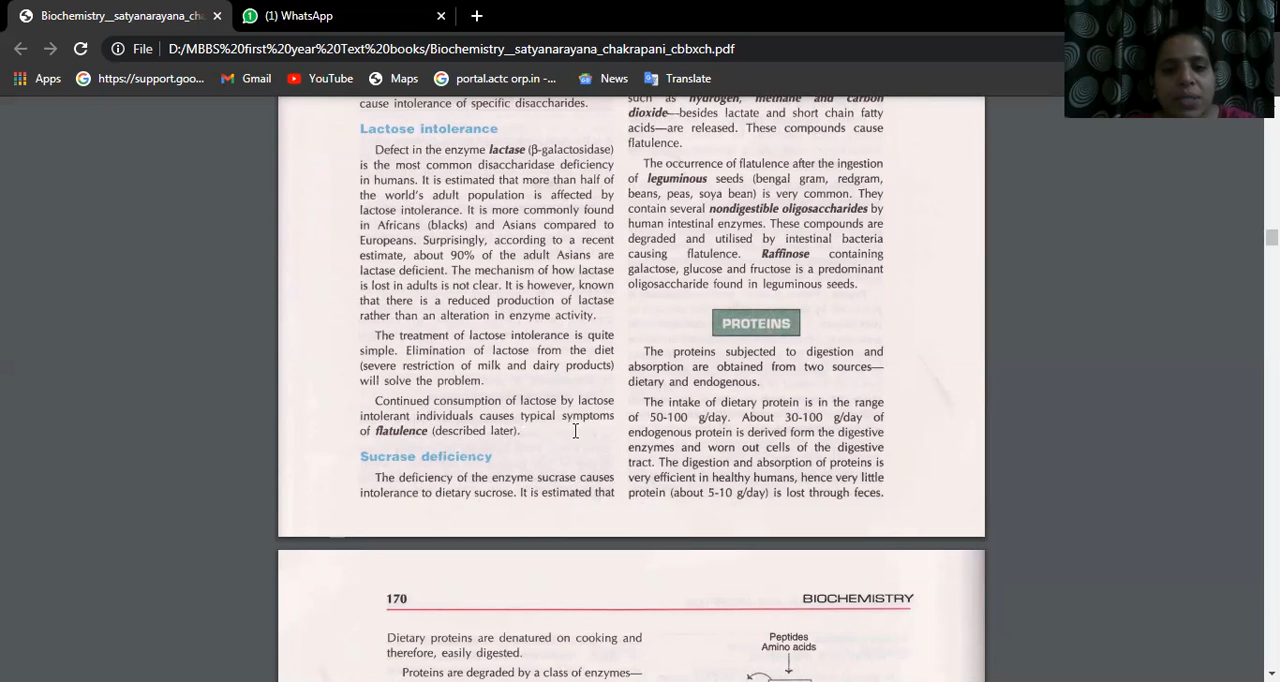 Biochemistry__satyanarayana_cha
(1) WhatsApp
File D:/MBBS%20first%20year%20Text%20books/Biochemistry__satyanarayana_chakrapani_cbbxch.pdf
Apps https://support.goo... Gmail YouTube Maps portal.actc orp.in -... News Translate
cause intolerance of specific disaccharides.
Lactose intolerance
Defect in the enzyme lactase (β-galactosidase)
is the most common disaccharidase deficiency
in humans. It is estimated that more than half of
the world's adult population is affected by
lactose intolerance. It is more commonly found
in Africans (blacks) and Asians compared to
Europeans. Surprisingly, according to a recent
estimate, about 90% of the adult Asians are
lactase deficient. The mechanism of how lactase
is lost in adults is not clear. It is however, known
that there is a reduced production of lactase
rather than an alteration in enzyme activity.
The treatment of lactose intolerance is quite
simple. Elimination of lactose from the diet
(severe restriction of milk and dairy products)
will solve the problem.
Continued consumption of lactose by lactose
intolerant individuals causes typical symptoms
of flatulence (described later).
Sucrase deficiency
The deficiency of the enzyme sucrase causes
intolerance to dietary sucrose. It is estimated that
such as hydrogen, methane and carbon
dioxide—besides lactate and short chain fatty
acids—are released. These compounds cause
flatulence.
The occurrence of flatulence after the ingestion
of leguminous seeds (bengal gram, redgram,
beans, peas, soya bean) is very common. They
contain several nondigestible oligosaccharides by
human intestinal enzymes. These compounds are
degraded and utilised by intestinal bacteria
causing flatulence. Raffinose containing
galactose, glucose and fructose is a predominant
oligosaccharide found in leguminous seeds.
PROTEINS
The proteins subjected to digestion and
absorption are obtained from two sources—
dietary and endogenous.
The intake of dietary protein is in the range
of 50-100 g/day. About 30-100 g/day of
endogenous protein is derived form the digestive
enzymes and worn out cells of the digestive
tract. The digestion and absorption of proteins is
very efficient in healthy humans, hence very little
protein (about 5-10 g/day) is lost through feces.
170
BIOCHEMISTRY
Dietary proteins are denatured on cooking and
therefore, easily digested.
Proteins are degraded by a class of enzymes—
Peptides
Amino acids